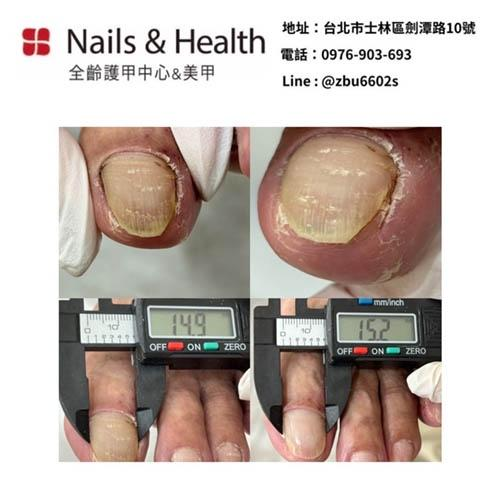 Nails & Health
全齡護甲中心&美甲
地址：台北市士林區劍潭路10號
電話：0976-903-693
Line : @zbu6602s
14.9
OFF ON ZERO
mm/inch
15.2
OFF ON ZERO